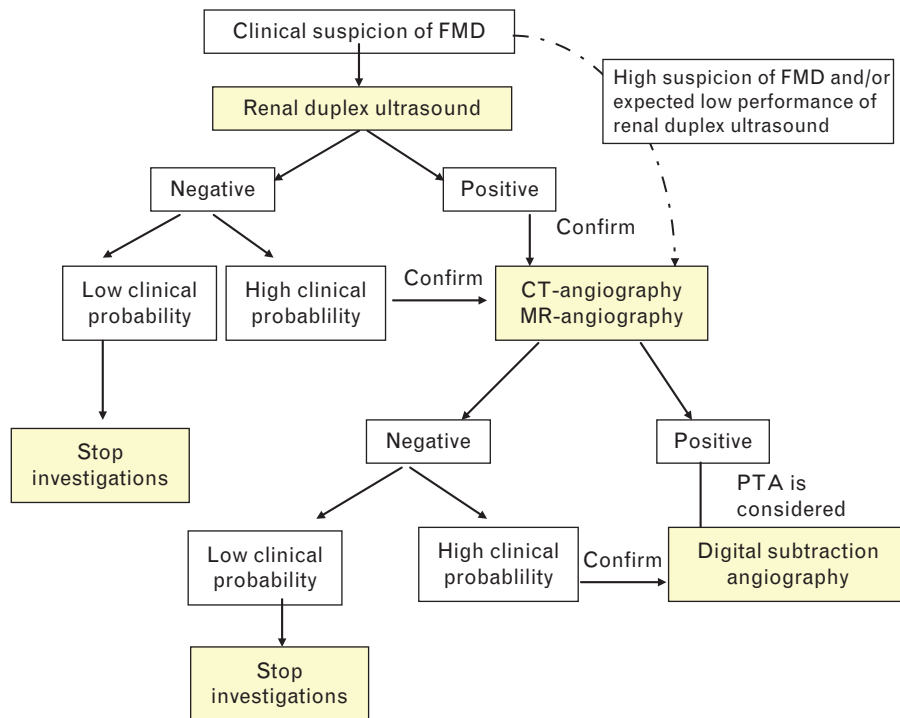 Clinical suspicion of FMD
High suspicion of FMD and/or
expected low performance of
renal duplex ultrasound
Renal duplex ultrasound
Negative
Positive
Confirm
Low clinical
probability
High clinical
probablility
Confirm
CT-angiography
MR-angiography
Stop
investigations
Negative
Positive
PTA is
considered
Low clinical
probability
High clinical
probablility
Confirm
Digital subtraction
angiography
Stop
investigations